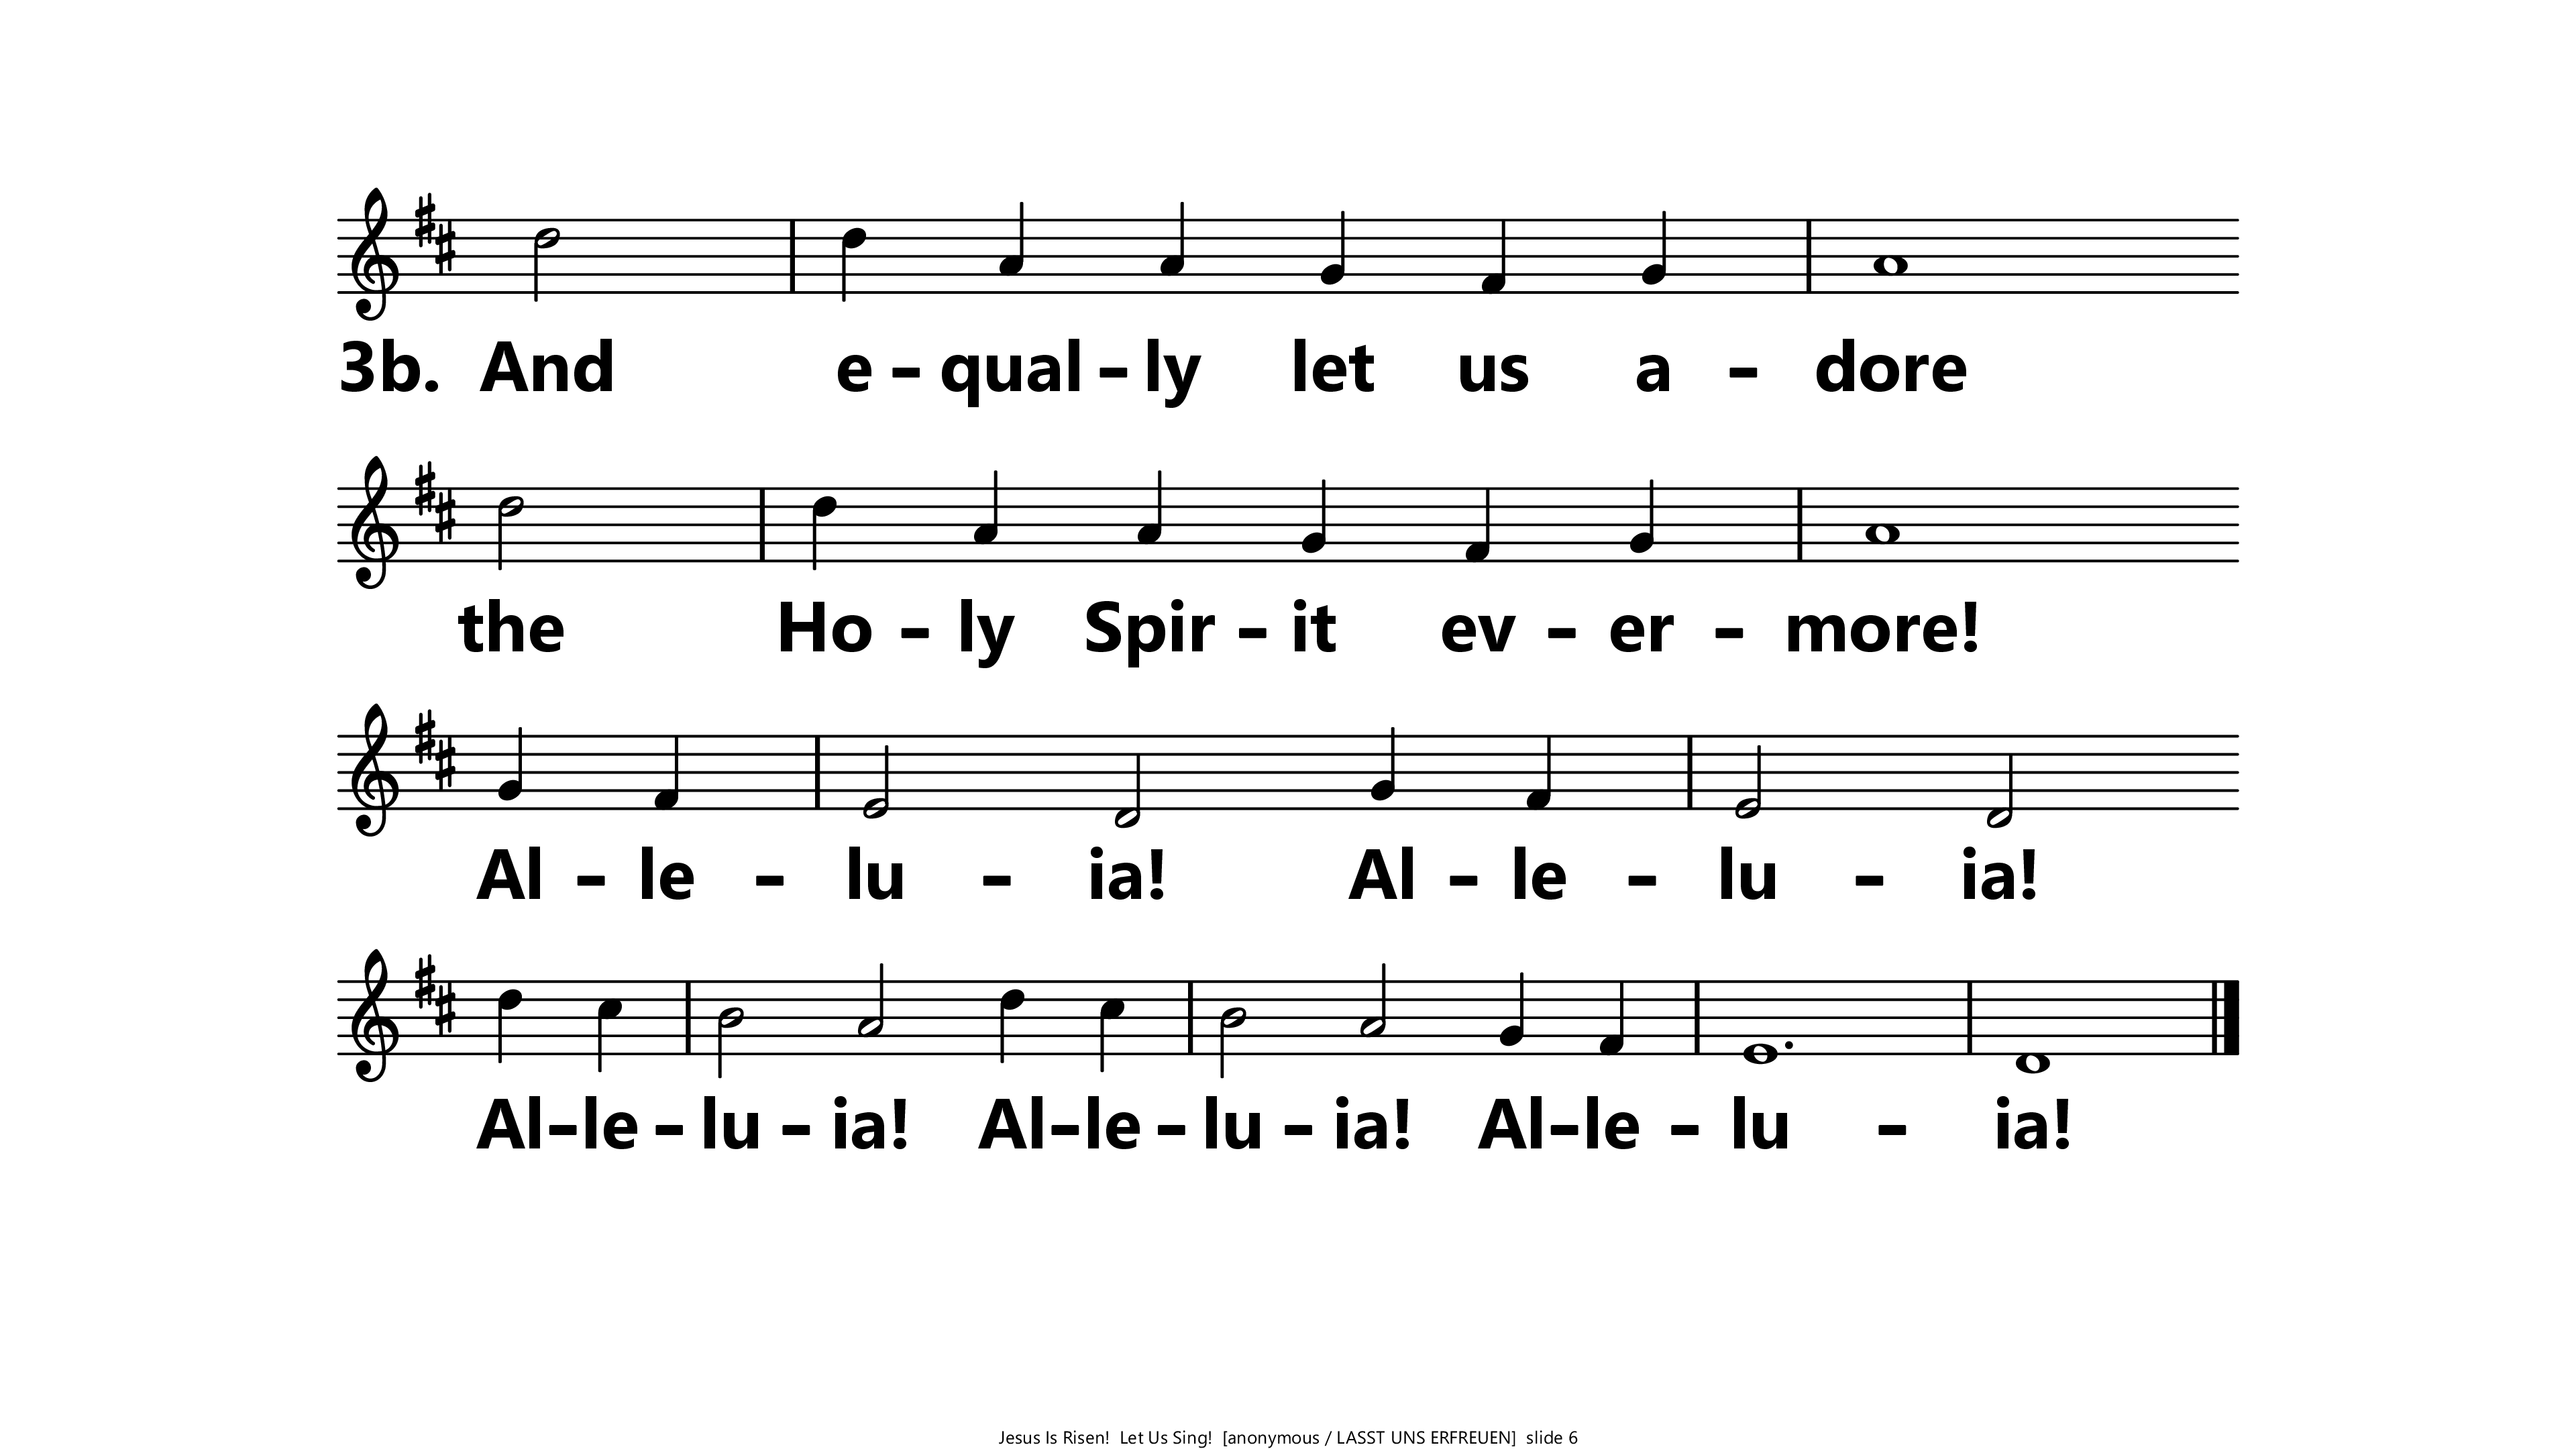 3b. And e – qual – ly let us a – dore
the Ho – ly Spir – it ev – er – more!
Al – le – lu – ia! Al – le – lu – ia!
Al–le – lu – ia! Al–le – lu – ia! Al–le – lu – ia!
Jesus Is Risen! Let Us Sing! [anonymous / LASST UNS ERFREUEN] slide 6